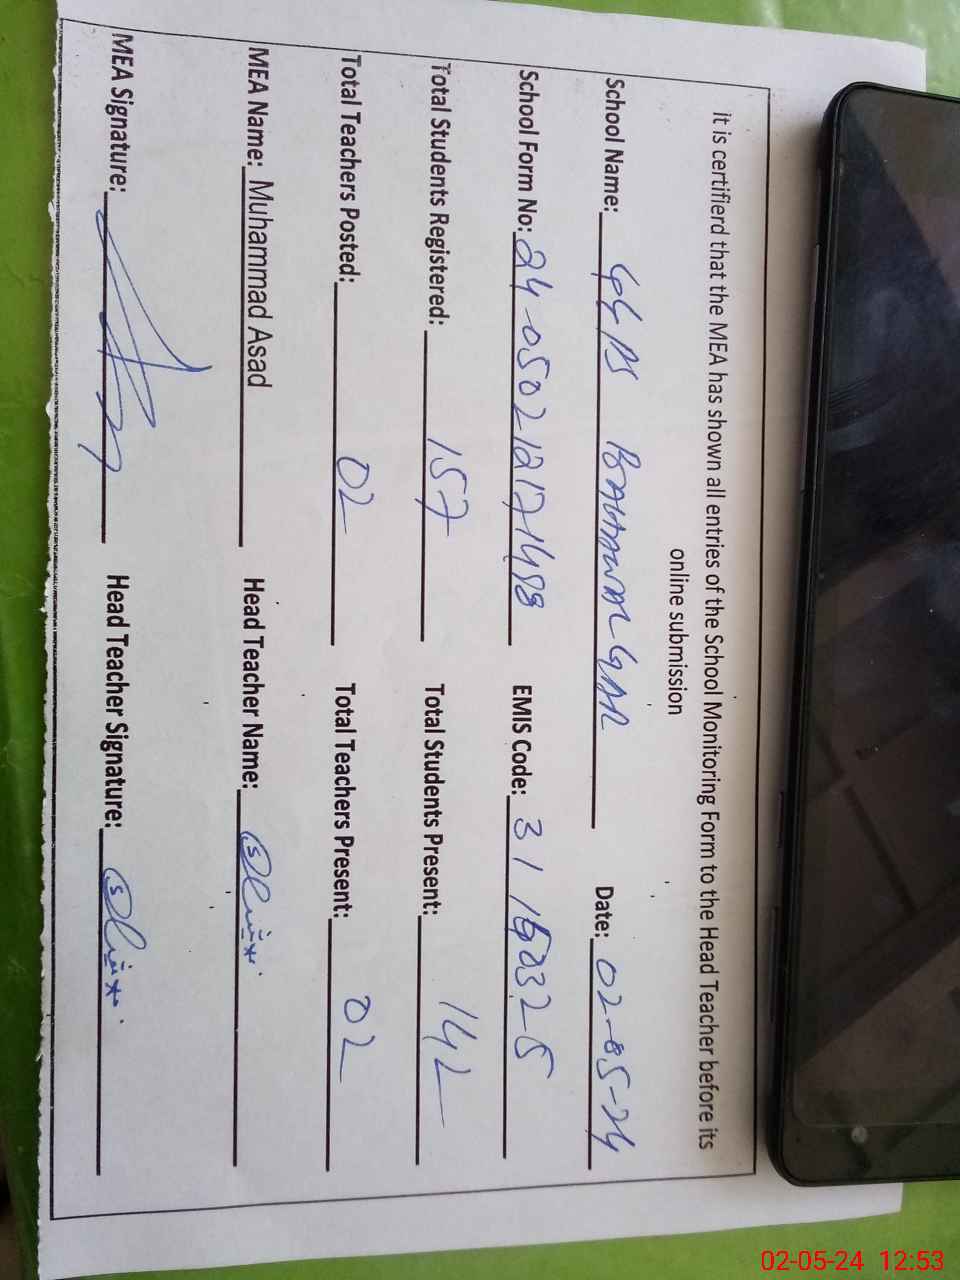 it is certifierd that the MEA has shown all entries of the School Monitoring Form to the Head Teacher before its
online submission
School Name: GGPS GAR Date: 02-05-24
School Form No: 24-050212171488 EMIS Code:
Total Students Registered: 157 Total Students Present: 142
Total Teachers Posted: 02 Total Teachers Present: 02
MEA Name: Muhammad Asad Head Teacher Name:
MEA Signature: Head Teacher Signature:
02-05-24 12:53